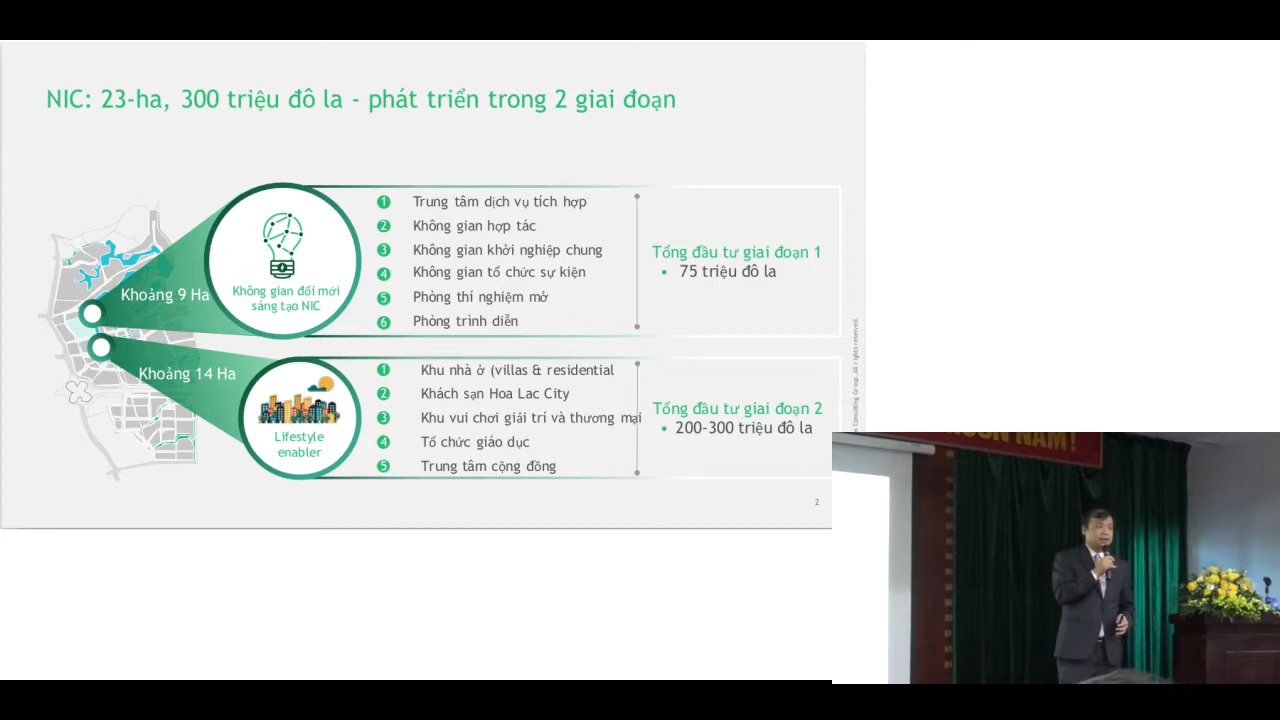 NIC: 23-ha, 300 triệu đô la - phát triển trong 2 giai đoạn
Khoảng 9 Ha
Không gian đổi mới
sáng tạo NIC
1 Trung tâm dịch vụ tích hợp
2 Không gian hợp tác
3 Không gian khởi nghiệp chung
4 Không gian tổ chức sự kiện
5 Phòng thí nghiệm mở
6 Phòng trình diễn
Tổng đầu tư giai đoạn 1
• 75 triệu đô la
Khoảng 14 Ha
Lifestyle
enabler
1 Khu nhà ở (villas & residential
2 Khách sạn Hoa Lac City
3 Khu vui chơi giải trí và thương mại
4 Tổ chức giáo dục
5 Trung tâm cộng đồng
Tổng đầu tư giai đoạn 2
• 200-300 triệu đô la
Consulting Group. All rights reserved.
2
NĂM!